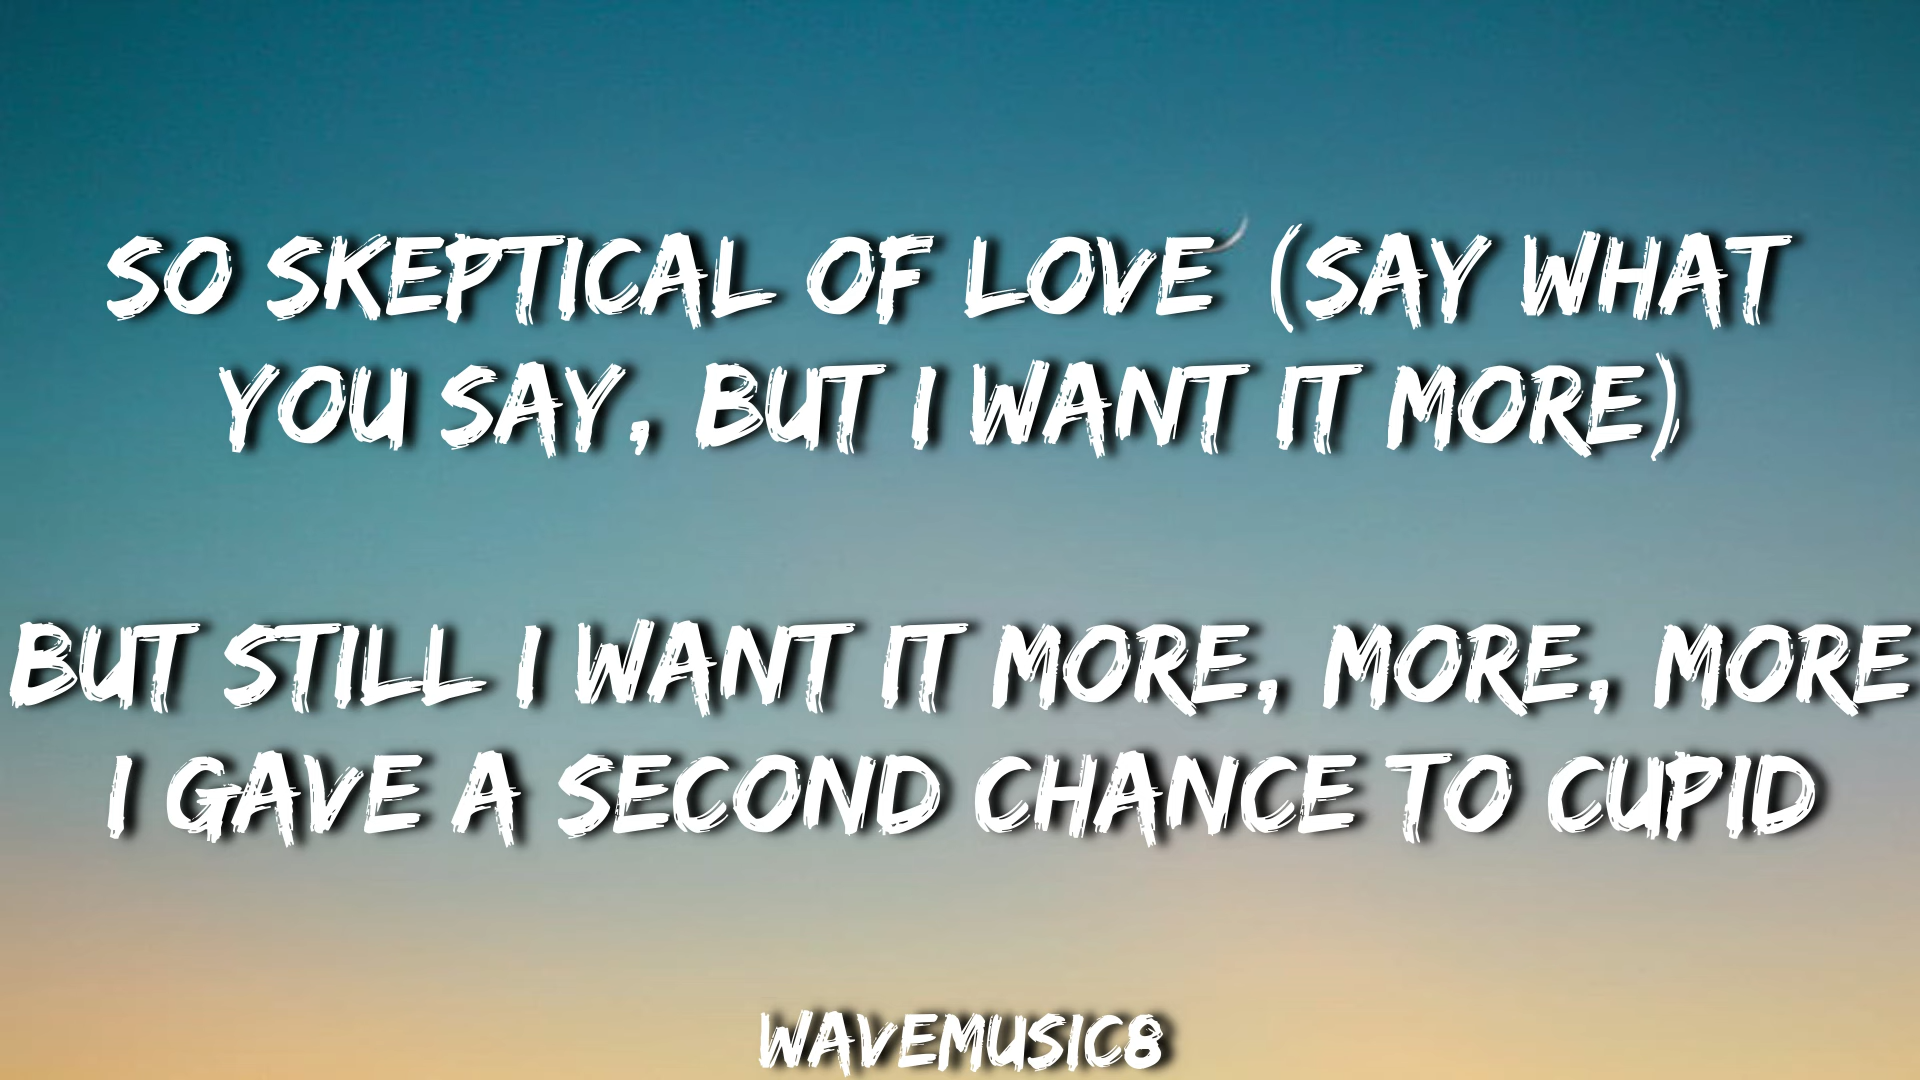 SO SKEPTICAL OF LOVE (SAY WHAT
YOU SAY, BUT I WANT IT MORE)
BUT STILL I WANT IT MORE, MORE, MORE
I GAVE A SECOND CHANCE TO CUPID
WAVEMUSIC8